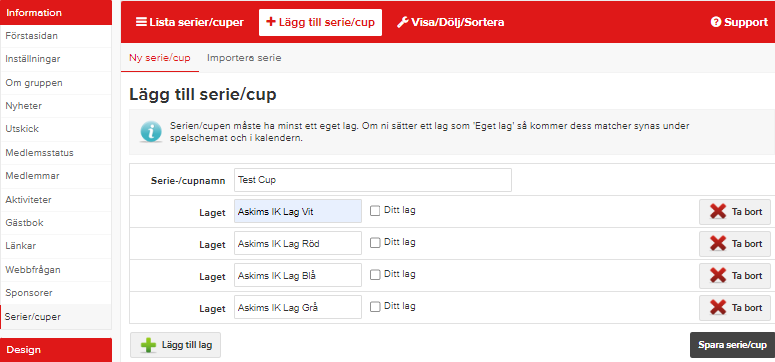 Information
Förstasidan
Inställningar
Om gruppen
Nyheter
Utskick
Medlemsstatus
Medlemmar
Aktiviteter
Gästbok
Länkar
Webbfrågan
Sponsorer
Serier/cuper
Design
Lista serier/cuper Lägg till serie/cup Visa/Dölj/Sortera Support
Ny serie/cup Importera serie
Lägg till serie/cup
Serien/cupen måste ha minst ett eget lag. Om ni sätter ett lag som 'Eget lag' så kommer dess matcher synas under
spelschemat och i kalendern.
Serie-/cupnamn Test Cup
Laget Askims IK Lag Vit Ditt lag Ta bort
Laget Askims IK Lag Röd Ditt lag Ta bort
Laget Askims IK Lag Blå Ditt lag Ta bort
Laget Askims IK Lag Grå Ditt lag Ta bort
Lägg till lag Spara serie/cup